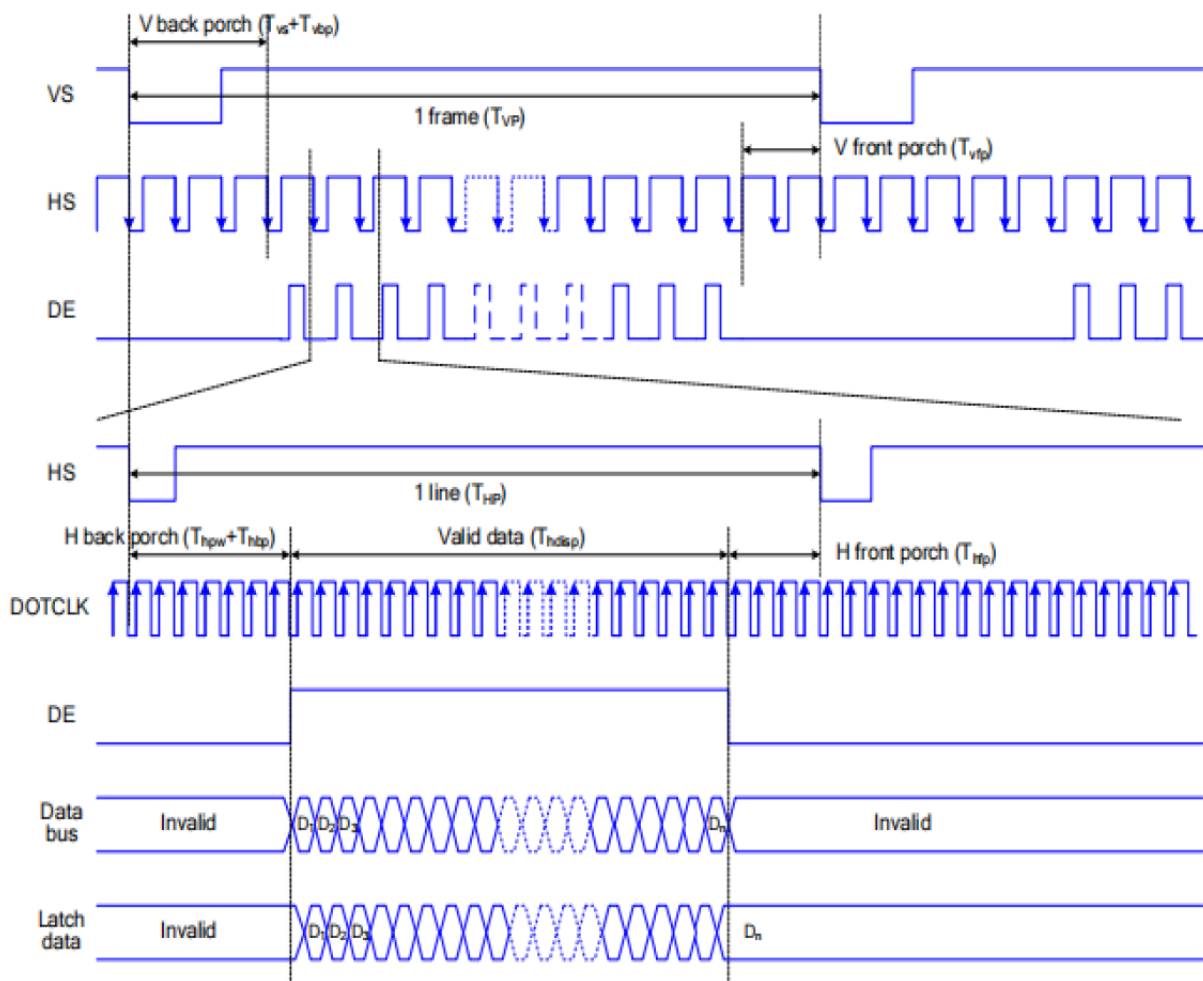 V back porch (Tvs+Tvbp)
VS
1 frame (TVP)
V front porch (Tvfp)
HS
DE
HS
1 line (THP)
H back porch (Thpw+Thbp)
Valid data (Thdisp)
H front porch (Thfp)
DOTCLK
DE
Data
bus
Invalid
D1 D2 D3
Dn
Invalid
Latch
data
Invalid
D1 D2 D3
Dn